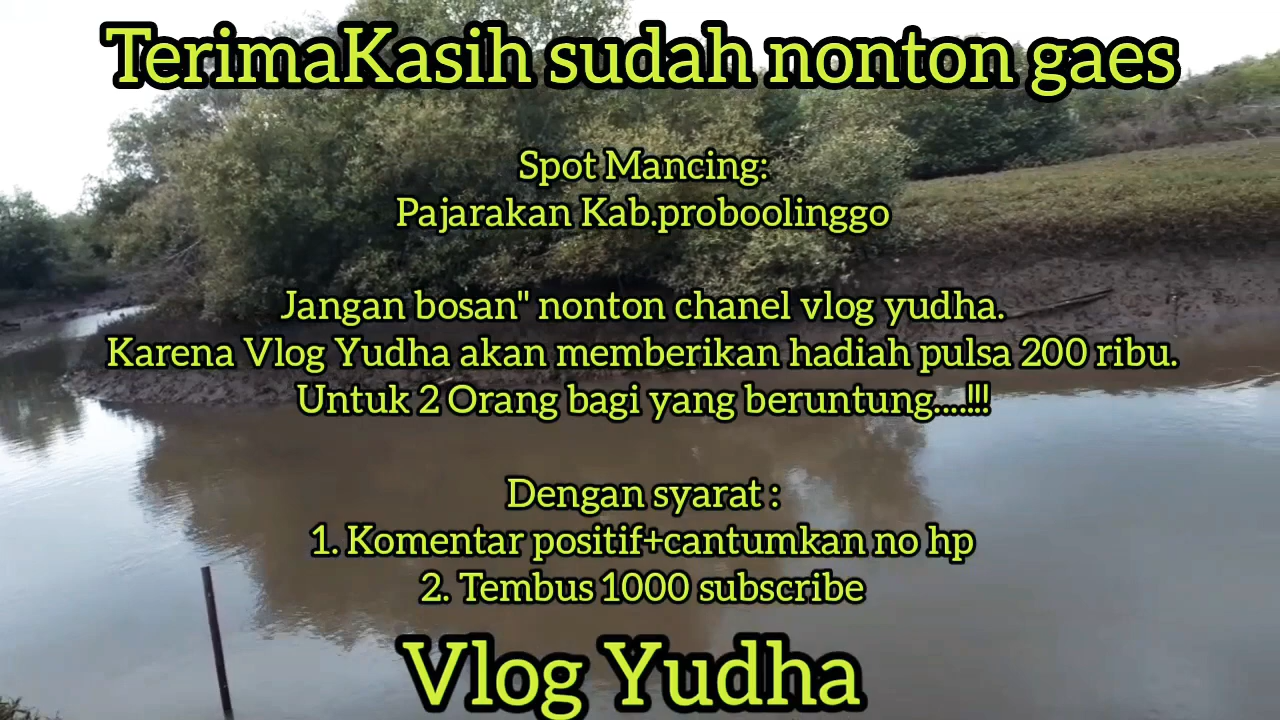 TerimaKasih sudah nonton gaes
Spot Mancing:
Pajarakan Kab.proboolinggo
Jangan bosan" nonton chanel vlog yudha.
Karena Vlog Yudha akan memberikan hadiah pulsa 200 ribu.
Untuk 2 Orang bagi yang beruntung....!!!
Dengan syarat :
1. Komentar positif+cantumkan no hp
2. Tembus 1000 subscribe
Vlog Yudha